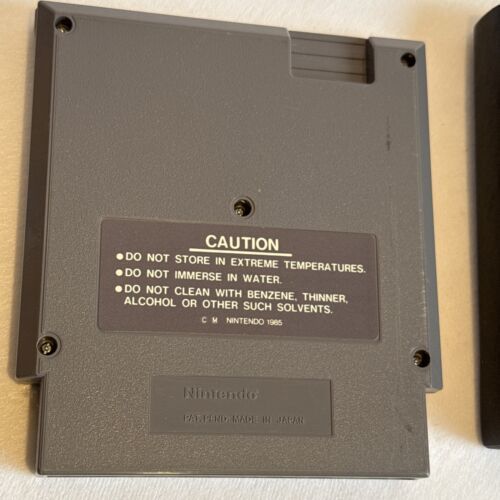 CAUTION
● DO NOT STORE IN EXTREME TEMPERATURES.
● DO NOT IMMERSE IN WATER.
● DO NOT CLEAN WITH BENZENE, THINNER,
ALCOHOL OR OTHER SUCH SOLVENTS.
C M NINTENDO 1985
Nintendo
PAT. PEND. MADE IN JAPAN